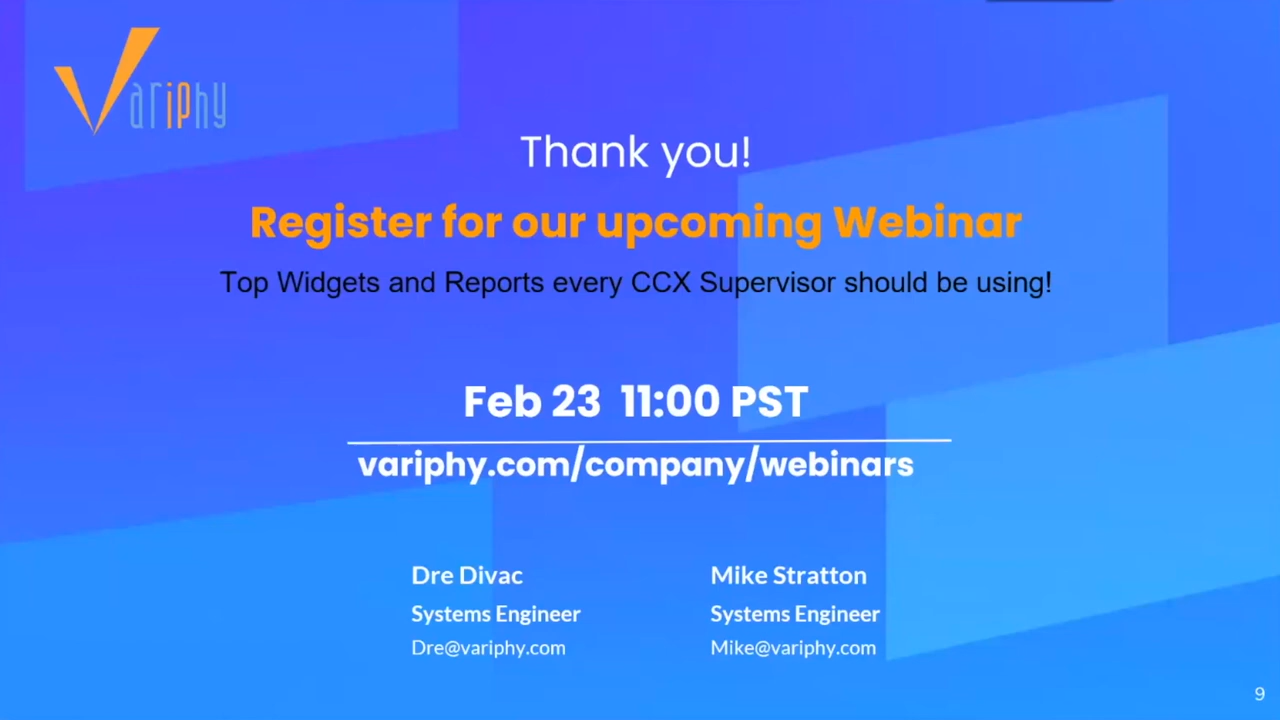 Variphy
Thank you!
Register for our upcoming Webinar
Top Widgets and Reports every CCX Supervisor should be using!
Feb 23 11:00 PST
variphy.com/company/webinars
Dre Divac
Systems Engineer
Dre@variphy.com
Mike Stratton
Systems Engineer
Mike@variphy.com
9